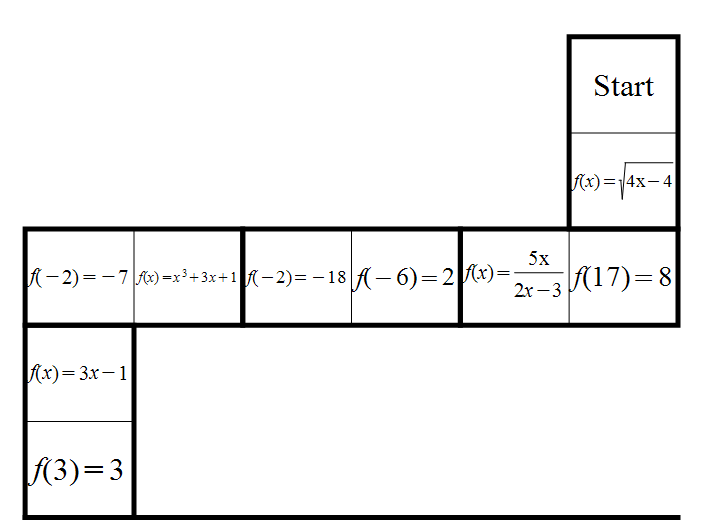 Start
f(x)=√4x−4
f(−2)=−7 f(x)=x³+3x+1 f(−2)=−18 f(−6)=2 f(x)=5x/2x−3 f(17)=8
f(x)=3x−1
f(3)=3